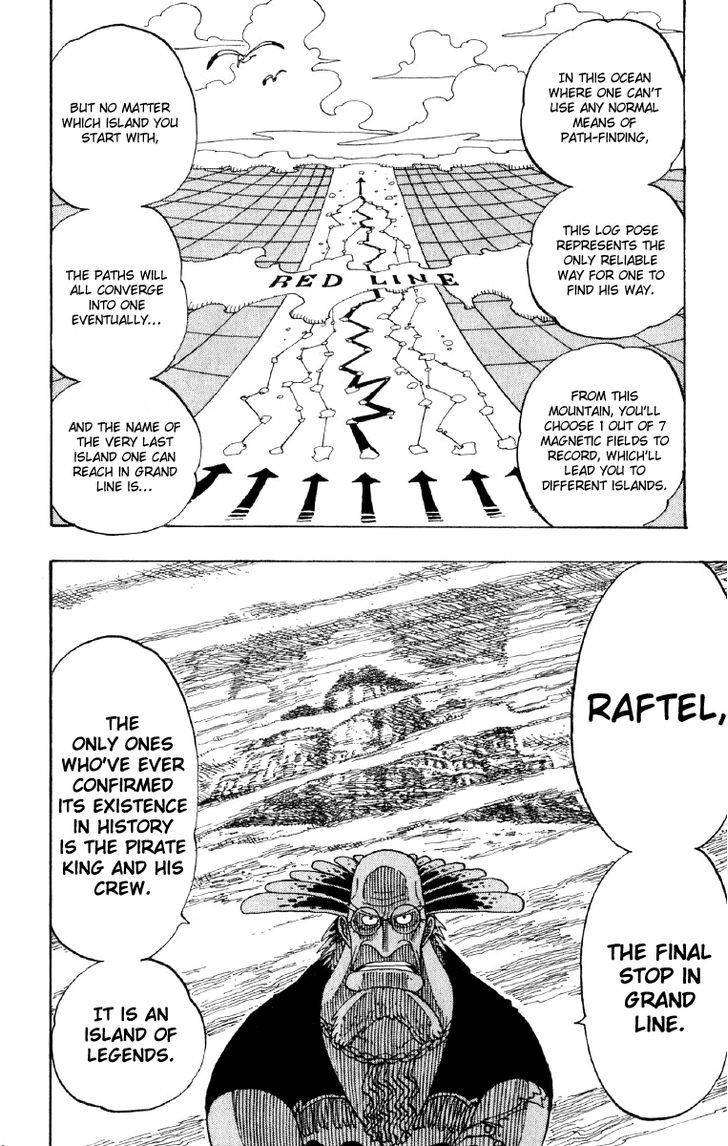 IN THIS OCEAN
WHERE ONE CAN'T
USE ANY NORMAL
MEANS OF
PATH-FINDING,
THIS LOG POSE
REPRESENTS THE
ONLY RELIABLE
WAY FOR ONE TO
FIND HIS WAY.
FROM THIS
MOUNTAIN, YOU'LL
CHOOSE 1 OUT OF 7
MAGNETIC FIELDS TO
RECORD, WHICH'LL
LEAD YOU TO
DIFFERENT ISLANDS.
RED LINE
BUT NO MATTER
WHICH ISLAND YOU
START WITH,
THE PATHS WILL
ALL CONVERGE
INTO ONE
EVENTUALLY...
AND THE NAME OF
THE VERY LAST
ISLAND ONE CAN
REACH IN GRAND
LINE IS...
RAFTEL,
THE FINAL
STOP IN
GRAND
LINE.
THE
ONLY ONES
WHO'VE EVER
CONFIRMED
ITS EXISTENCE
IN HISTORY
IS THE PIRATE
KING AND HIS
CREW.
IT IS AN
ISLAND OF
LEGENDS.